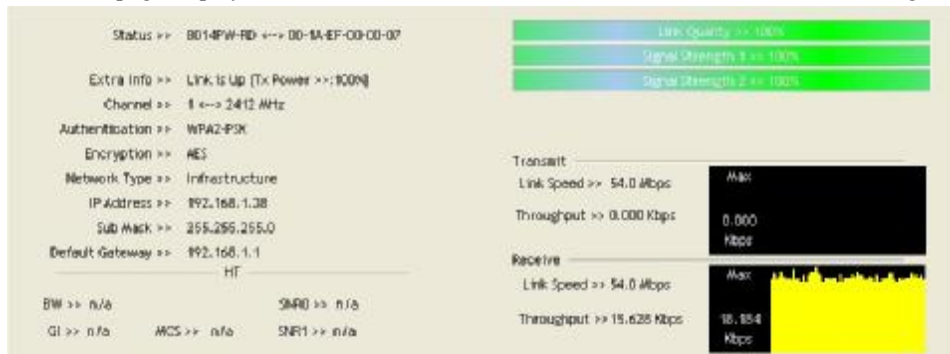 Status >> 8014PW-RD <--> 00-1A-EF-00-00-07
Extra Info >> Link is Up [Tx Power >>:100%]
Channel >> 1 <--> 2412 MHz
Authentication >> WPA2-PSK
Encryption >> AES
Network Type >> Infrastructure
IP Address >> 192.168.1.38
Sub Mask >> 255.255.255.0
Default Gateway >> 192.168.1.1
HT
BW >> n/a
SNR0 >> n/a
GI >> n/a
MCS >> n/a
SNR1 >> n/a
Link Quality >> 100%
Signal Strength 1 >> 100%
Signal Strength 2 >> 100%
Transmit
Link Speed >> 54.0 Mbps
Throughput >> 0.000 Kbps
Max
0.000
Kbps
Receive
Link Speed >> 54.0 Mbps
Throughput >> 15.628 Kbps
Max
Kbps